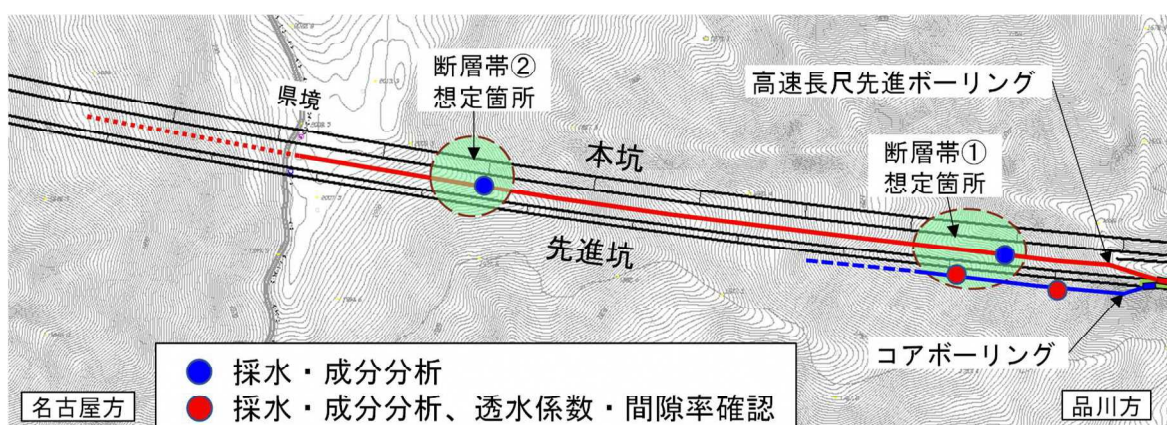 断層帯②
想定箇所
県境
高速長尺先進ボーリング
本坑
断層帯①
想定箇所
先進坑
コアボーリング
採水・成分分析
採水・成分分析、透水係数・間隙率確認
名古屋方
品川方